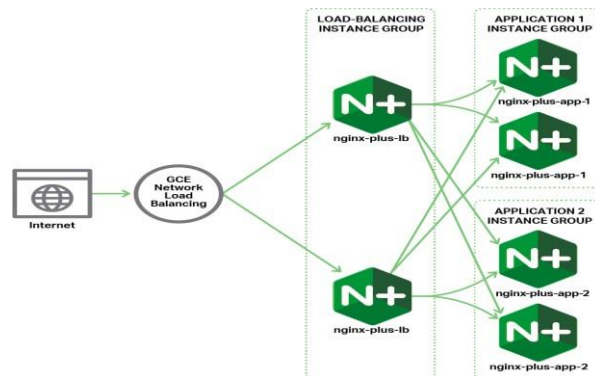 LOAD-BALANCING
INSTANCE GROUP
APPLICATION 1
INSTANCE GROUP
N+
nginx-plus-app-1
N+
nginx-plus-lb
N+
nginx-plus-app-1
GCE
Network
Load
Balancing
Internet
APPLICATION 2
INSTANCE GROUP
N+
nginx-plus-app-2
N+
nginx-plus-lb
N+
nginx-plus-app-2